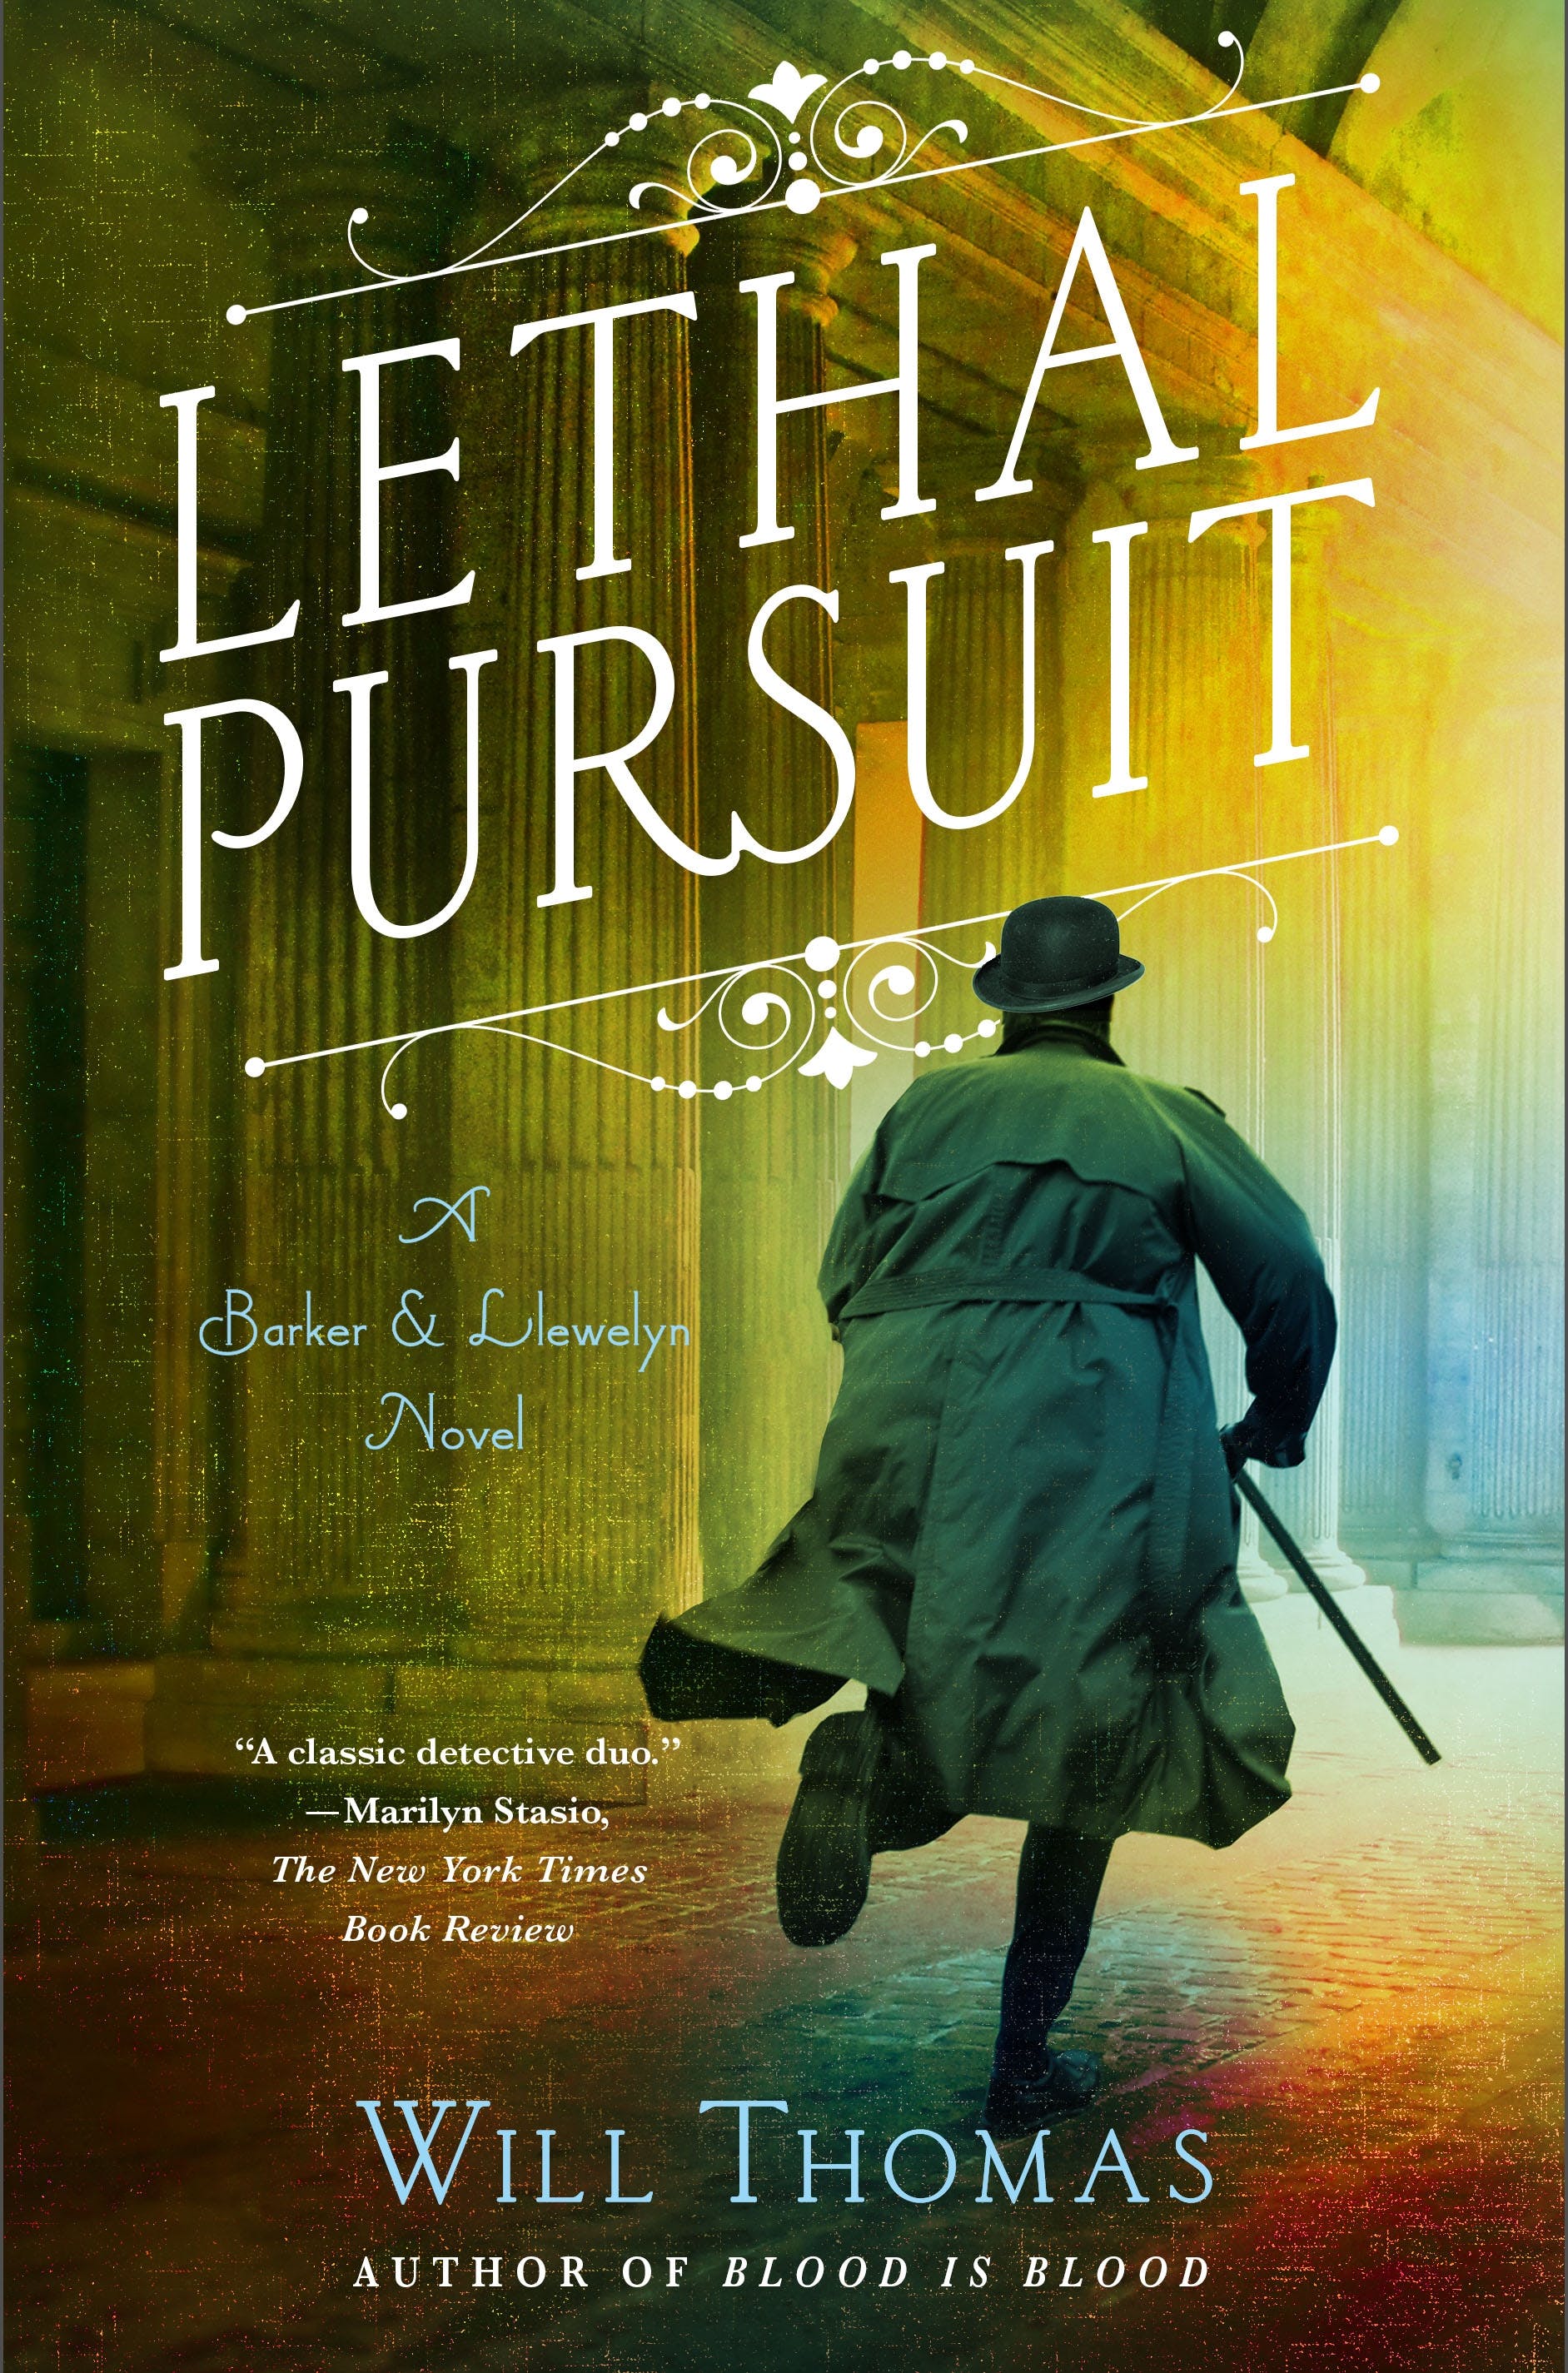 LETHAL
PURSUIT
A
Barker & Llewelyn
Novel
“A classic detective duo.”
—Marilyn Stasio,
The New York Times
Book Review
WILL THOMAS
AUTHOR OF BLOOD IS BLOOD